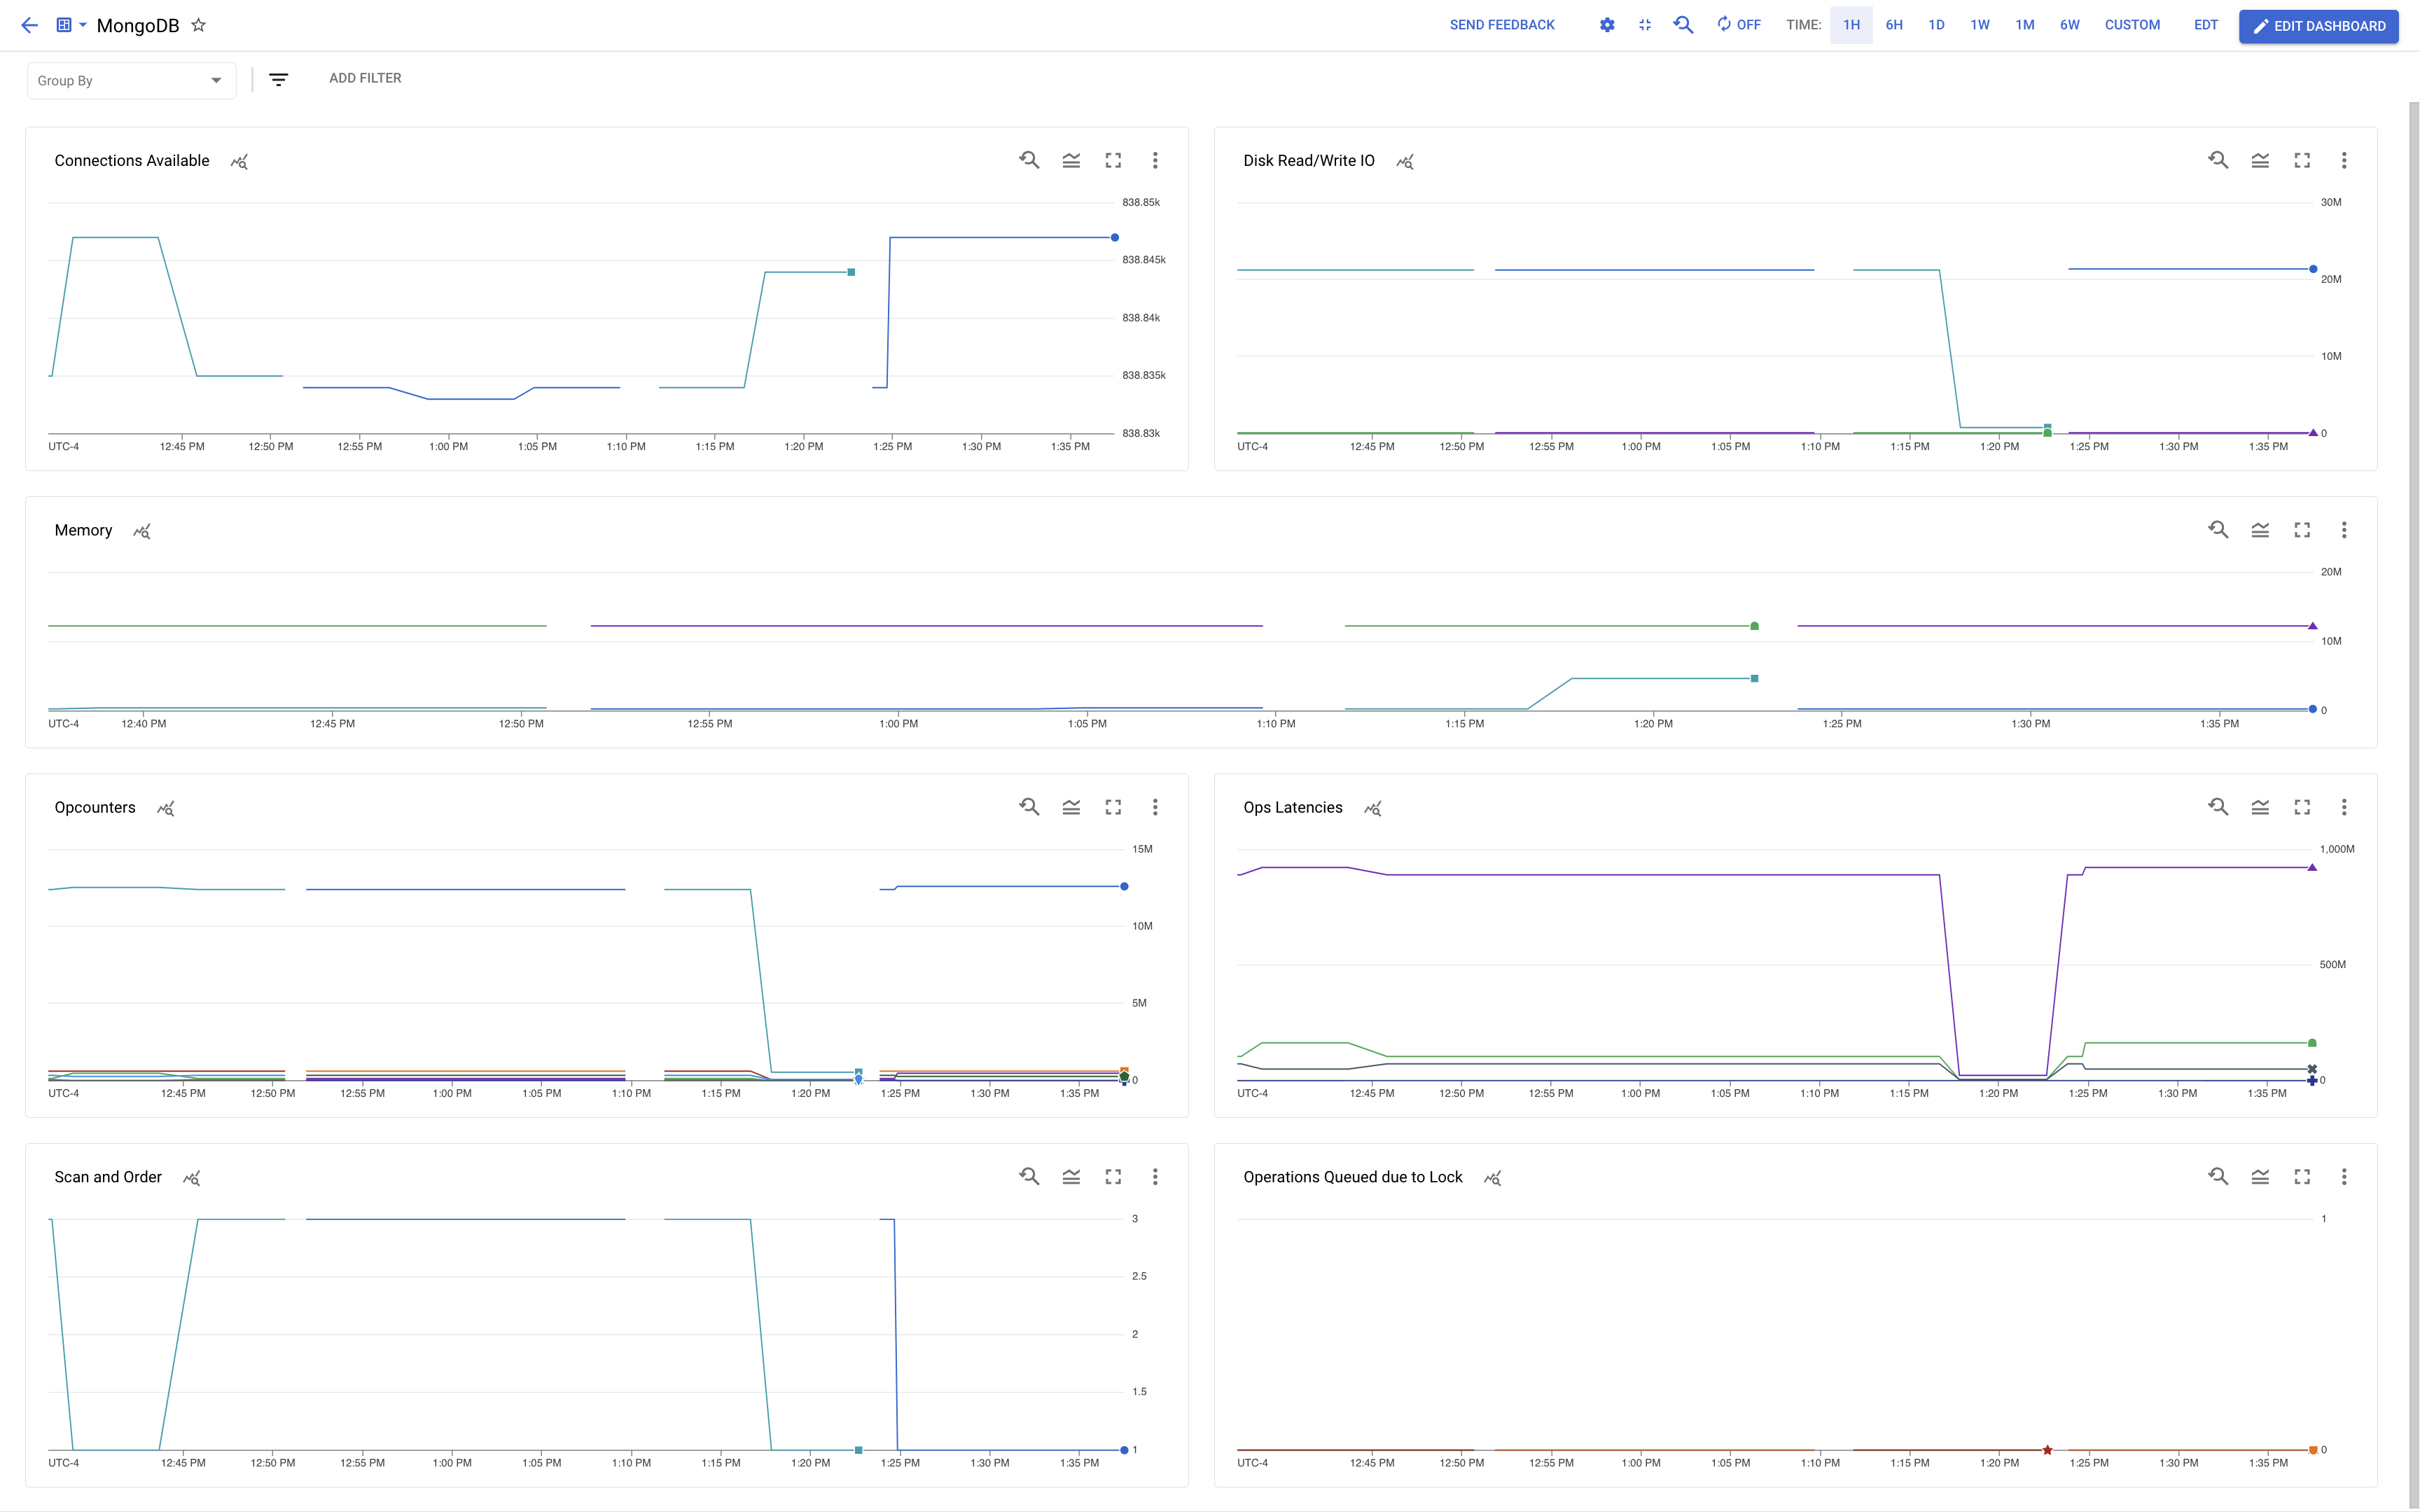 MongoDB
SEND FEEDBACK OFF TIME: 1H 6H 1D 1W 1M 6W CUSTOM EDT EDIT DASHBOARD
Group By ADD FILTER
Connections Available
838.85k
838.845k
838.84k
838.835k
838.83k
UTC-4 12:45 PM 12:50 PM 12:55 PM 1:00 PM 1:05 PM 1:10 PM 1:15 PM 1:20 PM 1:25 PM 1:30 PM 1:35 PM
Disk Read/Write IO
30M
20M
10M
0
UTC-4 12:45 PM 12:50 PM 12:55 PM 1:00 PM 1:05 PM 1:10 PM 1:15 PM 1:20 PM 1:25 PM 1:30 PM 1:35 PM
Memory
20M
10M
0
UTC-4 12:40 PM 12:45 PM 12:50 PM 12:55 PM 1:00 PM 1:05 PM 1:10 PM 1:15 PM 1:20 PM 1:25 PM 1:30 PM 1:35 PM
Opcounters
15M
10M
5M
0
UTC-4 12:45 PM 12:50 PM 12:55 PM 1:00 PM 1:05 PM 1:10 PM 1:15 PM 1:20 PM 1:25 PM 1:30 PM 1:35 PM
Ops Latencies
1,000M
500M
0
UTC-4 12:45 PM 12:50 PM 12:55 PM 1:00 PM 1:05 PM 1:10 PM 1:15 PM 1:20 PM 1:25 PM 1:30 PM 1:35 PM
Scan and Order
3
2.5
2
1.5
1
UTC-4 12:45 PM 12:50 PM 12:55 PM 1:00 PM 1:05 PM 1:10 PM 1:15 PM 1:20 PM 1:25 PM 1:30 PM 1:35 PM
Operations Queued due to Lock
1
0
UTC-4 12:45 PM 12:50 PM 12:55 PM 1:00 PM 1:05 PM 1:10 PM 1:15 PM 1:20 PM 1:25 PM 1:30 PM 1:35 PM